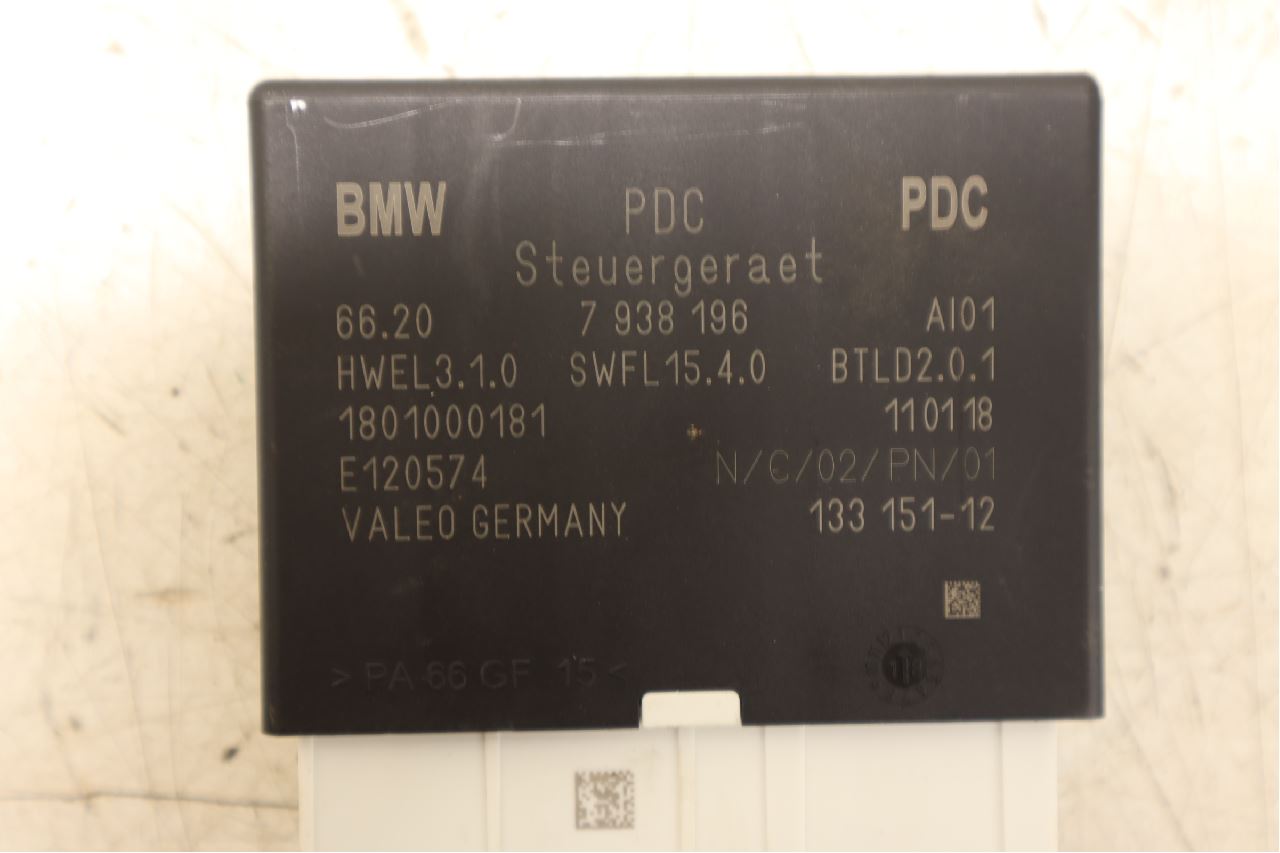 BMW PDC PDC
Steuergeraet
66.20 7 938 196 AI01
HWEL3.1.0 SWFL15.4.0 BTLD2.0.1
1801000181 110118
E120574 N/C/02/PN/01
VALEO GERMANY 133 151-12
>PA 66 GF 15<